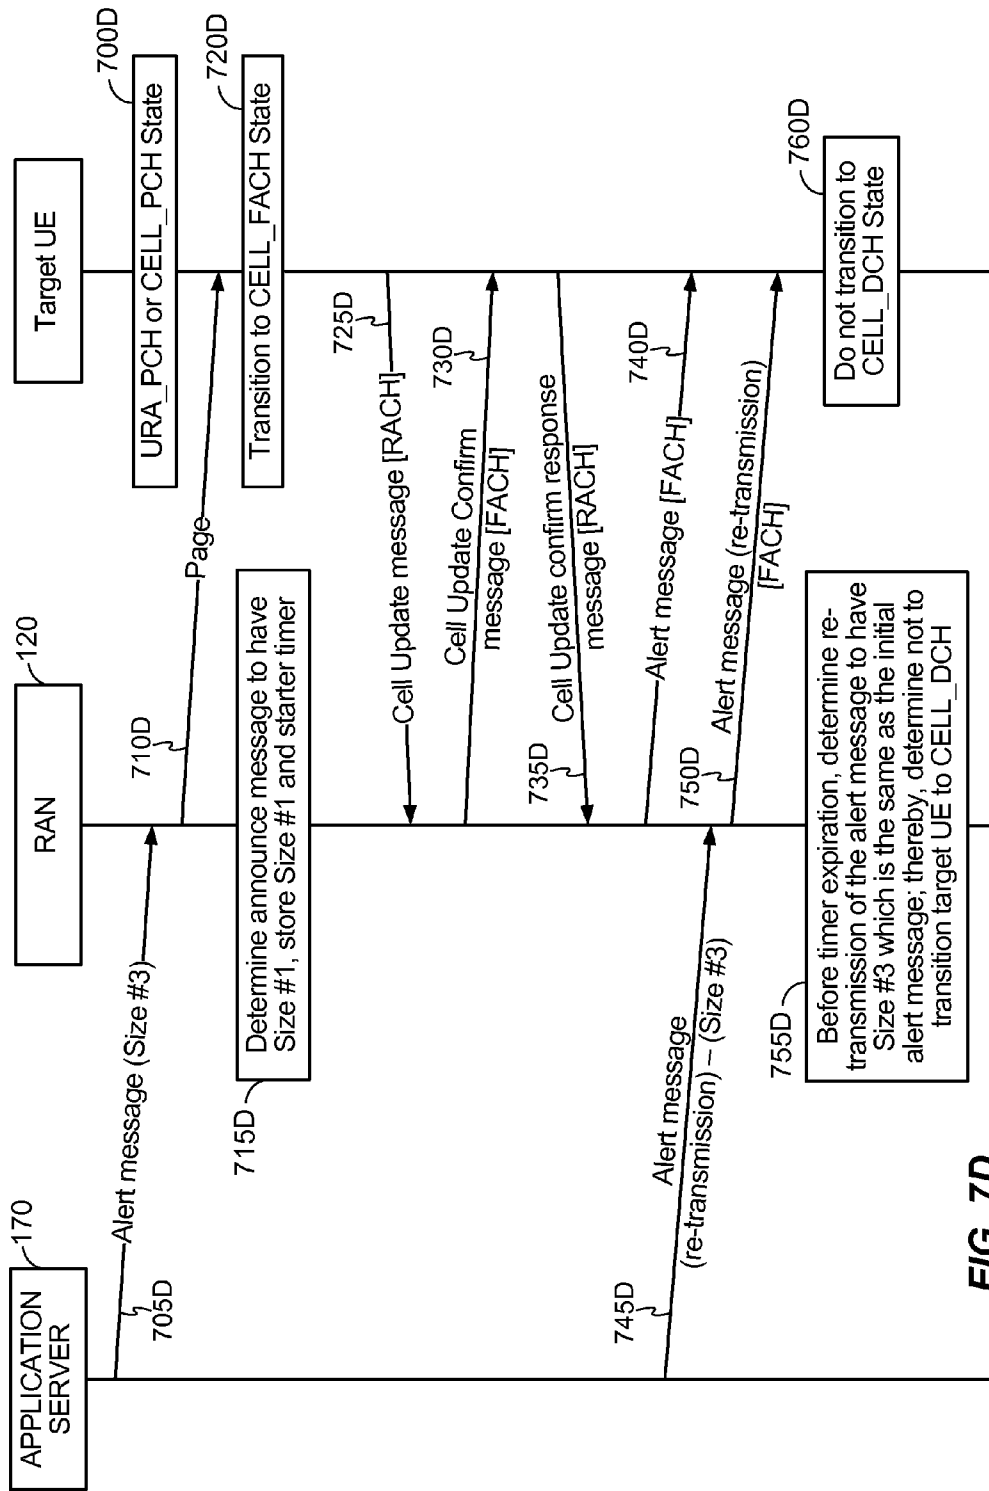 APPLICATION
SERVER
170
RAN
120
Target UE
URA_PCH or CELL_PCH State
700D
Alert message (Size #3)
705D
Page
710D
Determine announce message to have
Size #1, store Size #1 and starter timer
715D
Transition to CELL_FACH State
720D
Cell Update message [RACH]
725D
Cell Update Confirm
message [FACH]
730D
Cell Update confirm response
message [RACH]
735D
Alert message [FACH]
740D
Alert message
(re-transmission) – (Size #3)
745D
Alert message (re-transmission)
[FACH]
750D
Before timer expiration, determine re-
transmission of the alert message to have
Size #3 which is the same as the initial
alert message; thereby, determine not to
transition target UE to CELL_DCH
755D
Do not transition to
CELL_DCH State
760D
FIG. 7D